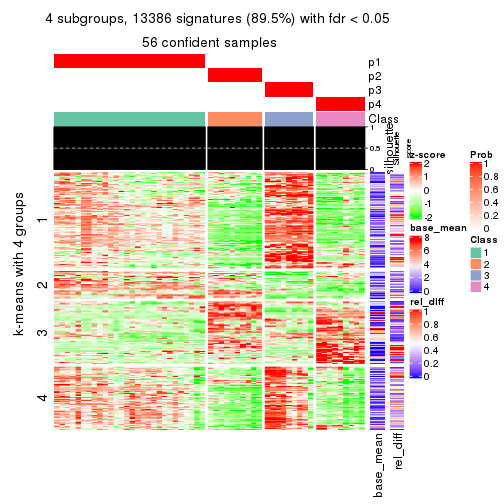 4 subgroups, 13386 signatures (89.5%) with fdr < 0.05
56 confident samples
p1
p2
p3
p4
Class
1
0.5
0
silhouette
Silhouette
score
k-means with 4 groups
1
2
3
4
base_mean
rel_diff
z-score
2
1
0
-1
-2
base_mean
8
6
4
2
0
rel_diff
1
0.8
0.6
0.4
0.2
0
Prob
1
0.8
0.6
0.4
0.2
0
Class
1
2
3
4